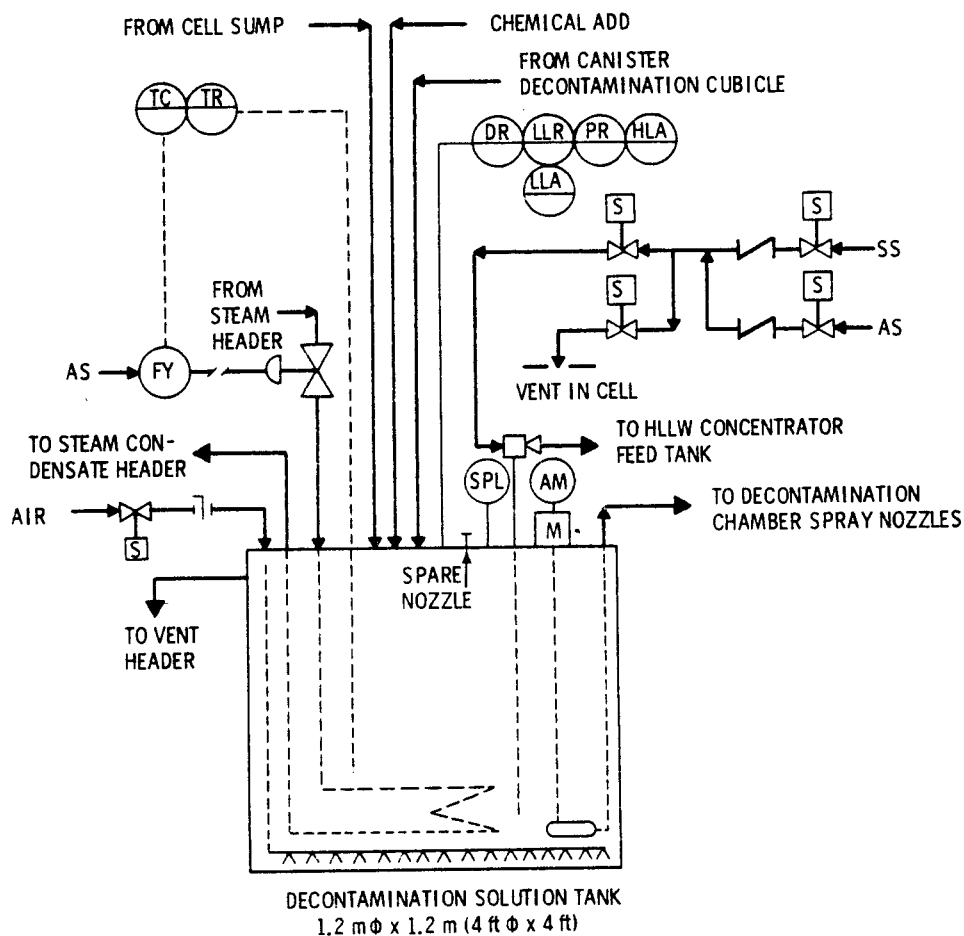 FROM CELL SUMP
CHEMICAL ADD
FROM CANISTER
DECONTAMINATION CUBICLE
TC
TR
DR
LLR
PR
HLA
LLA
S
S
SS
FROM
STEAM
HEADER
S
S
AS
AS
FY
VENT IN CELL
TO STEAM CON-
DENSATE HEADER
TO HLLW CONCENTRATOR
FEED TANK
SPL
AM
TO DECONTAMINATION
CHAMBER SPRAY NOZZLES
AIR
S
M
SPARE
NOZZLE
TO VENT
HEADER
DECONTAMINATION SOLUTION TANK
1.2 mΦ x 1.2 m (4 ft Φ x 4 ft)